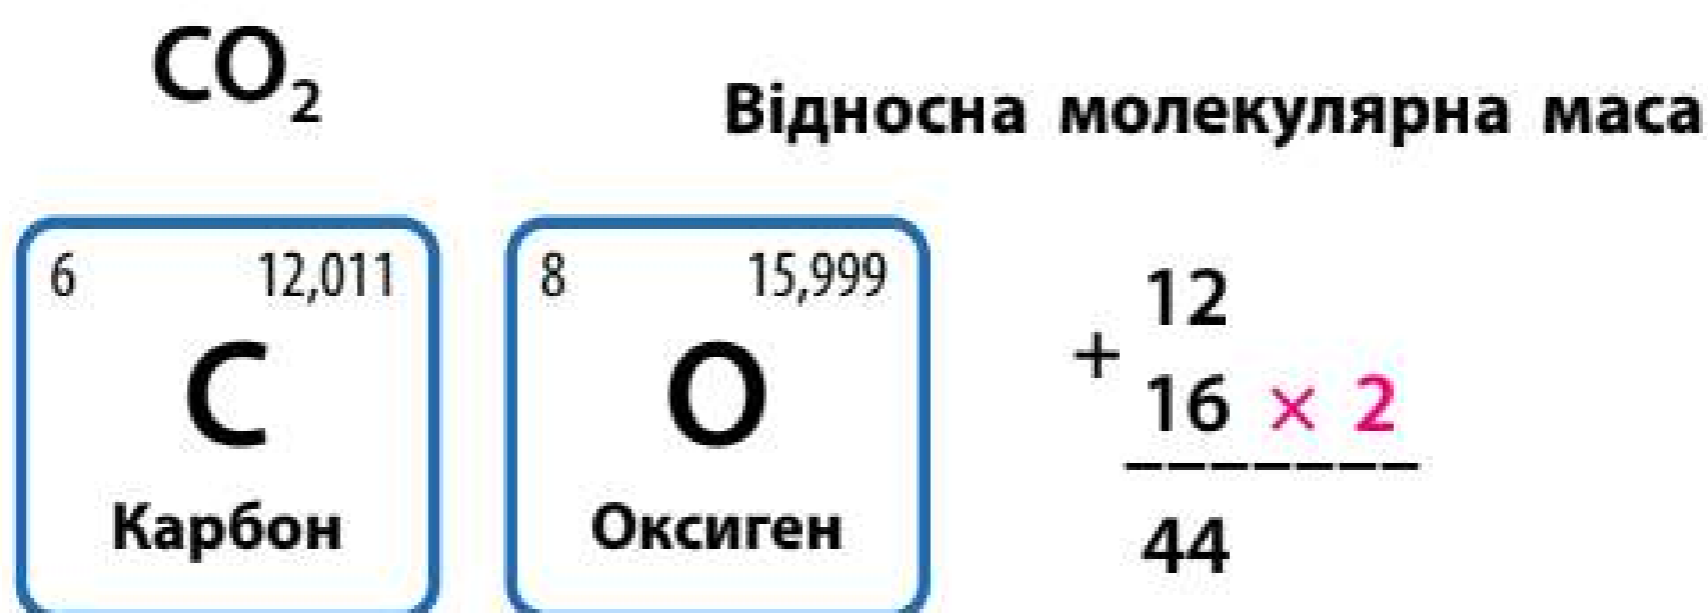 CO₂
Відносна молекулярна маса
6 12,011
C
Карбон
8 15,999
O
Оксиген
+ 12
16 × 2
-------
44